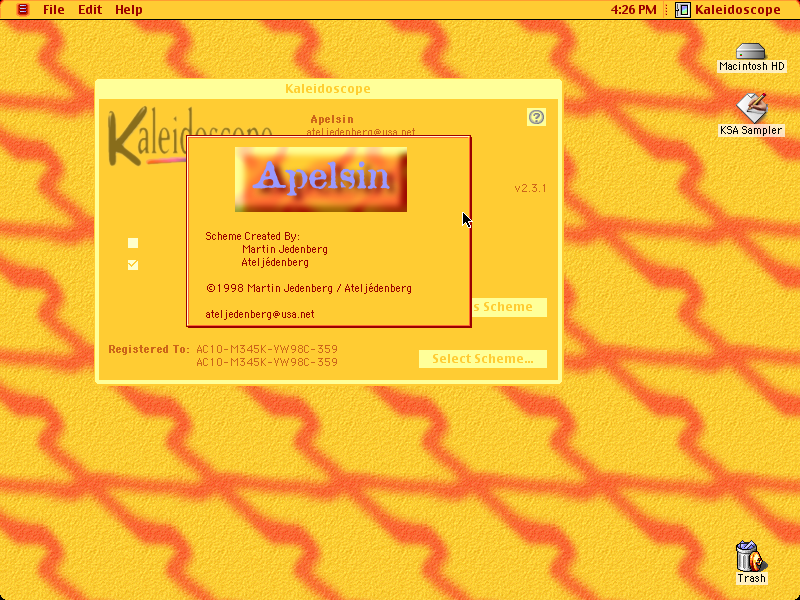 File Edit Help 4:26 PM Kaleidoscope
Macintosh HD
KSA Sampler
Kaleidoscope
Kaleidoscope
Apelsin
ateljedenberg@usa.net
v2.3.1
Apelsin
Scheme Created By:
Martin Jedenberg
Ateljédenberg
©1998 Martin Jedenberg / Ateljédenberg
ateljedenberg@usa.net
s Scheme
Registered To: AC10-M345K-VW98C-359
AC10-M345K-VW98C-359
Select Scheme...
Trash